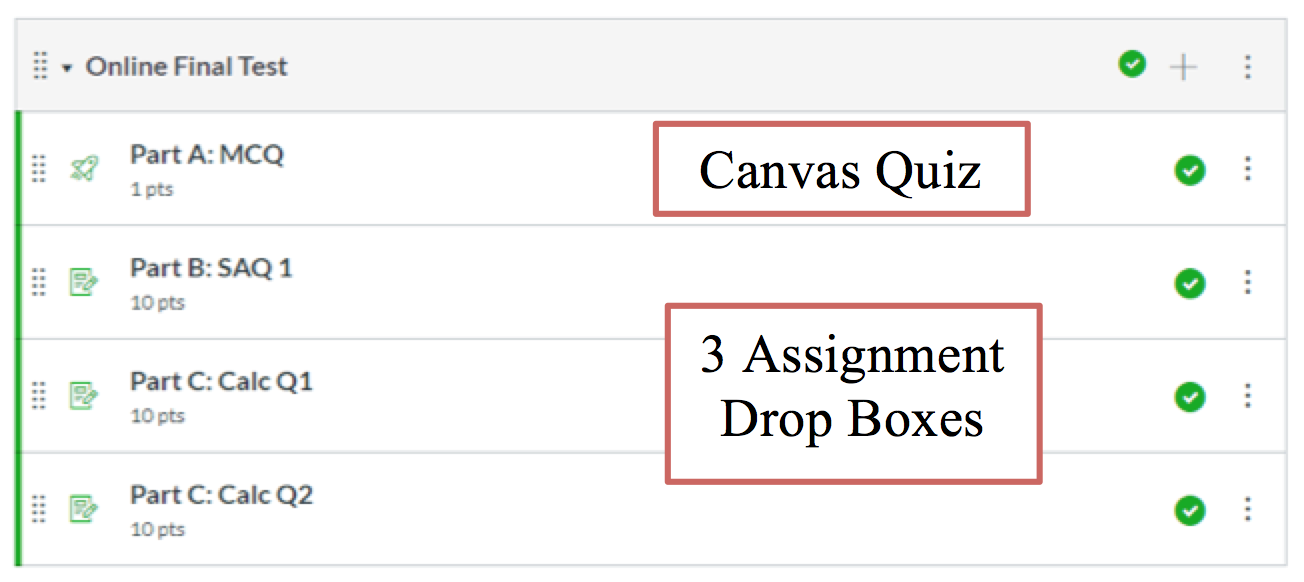 Online Final Test
Part A: MCQ
1 pts
Canvas Quiz
Part B: SAQ 1
10 pts
3 Assignment
Drop Boxes
Part C: Calc Q1
10 pts
Part C: Calc Q2
10 pts